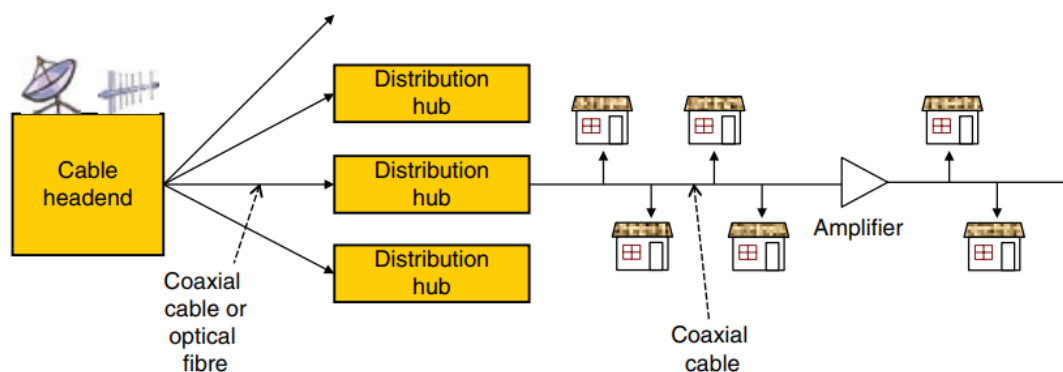 Distribution
hub
Cable
headend
Distribution
hub
Amplifier
Distribution
hub
Coaxial
cable or
optical
fibre
Coaxial
cable